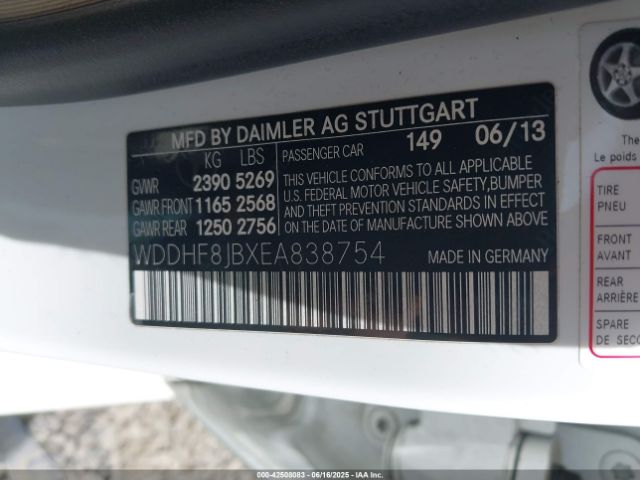 MFD BY DAIMLER AG STUTTGART
KG LBS PASSENGER CAR 149 06/13
GVWR 2390 5269
GAWR FRONT 1165 2568
GAWR REAR 1250 2756
THIS VEHICLE CONFORMS TO ALL APPLICABLE
U.S. FEDERAL MOTOR VEHICLE SAFETY, BUMPER
AND THEFT PREVENTION STANDARDS IN EFFECT
ON THE DATE OF MANUFACTURE SHOWN ABOVE.
WDDHF8JBXEA838754 MADE IN GERMANY
The
Le poids
TIRE
PNEU
FRONT
AVANT
REAR
ARRIÈRE
SPARE
DE SECO
000-42508083 - 06/16/2025 - IAA Inc.